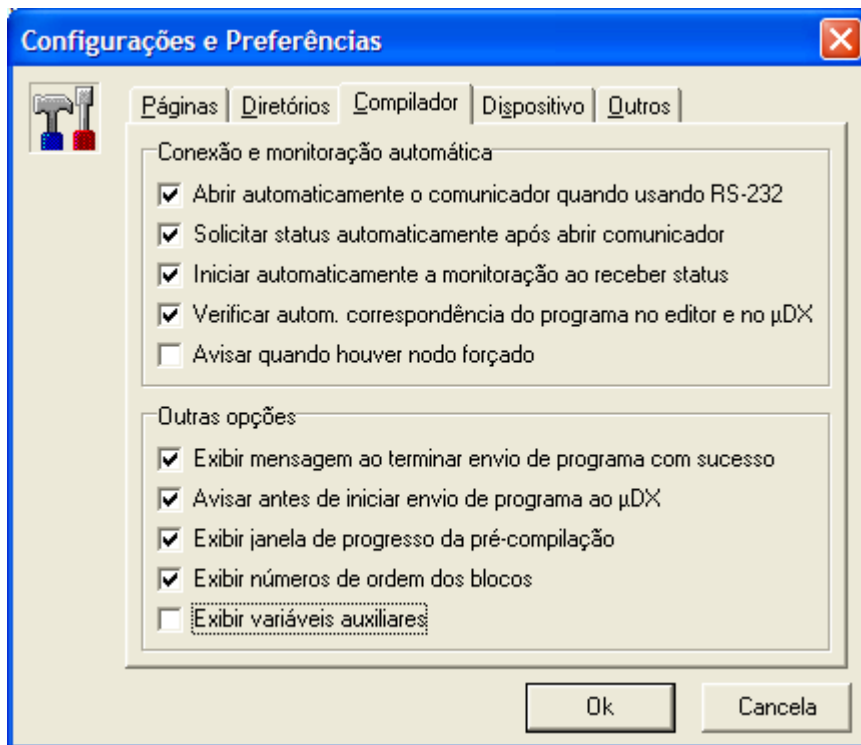 Configurações e Preferências
Páginas Diretórios Compilador Dispositivo Outros
Conexão e monitoração automática
Abrir automaticamente o comunicador quando usando RS-232
Solicitar status automaticamente após abrir comunicador
Iniciar automaticamente a monitoração ao receber status
Verificar autom. correspondência do programa no editor e no µDX
Avisar quando houver nodo forçado
Outras opções
Exibir mensagem ao terminar envio de programa com sucesso
Avisar antes de iniciar envio de programa ao µDX
Exibir janela de progresso da pré-compilação
Exibir números de ordem dos blocos
Exibir variáveis auxiliares
Ok Cancela